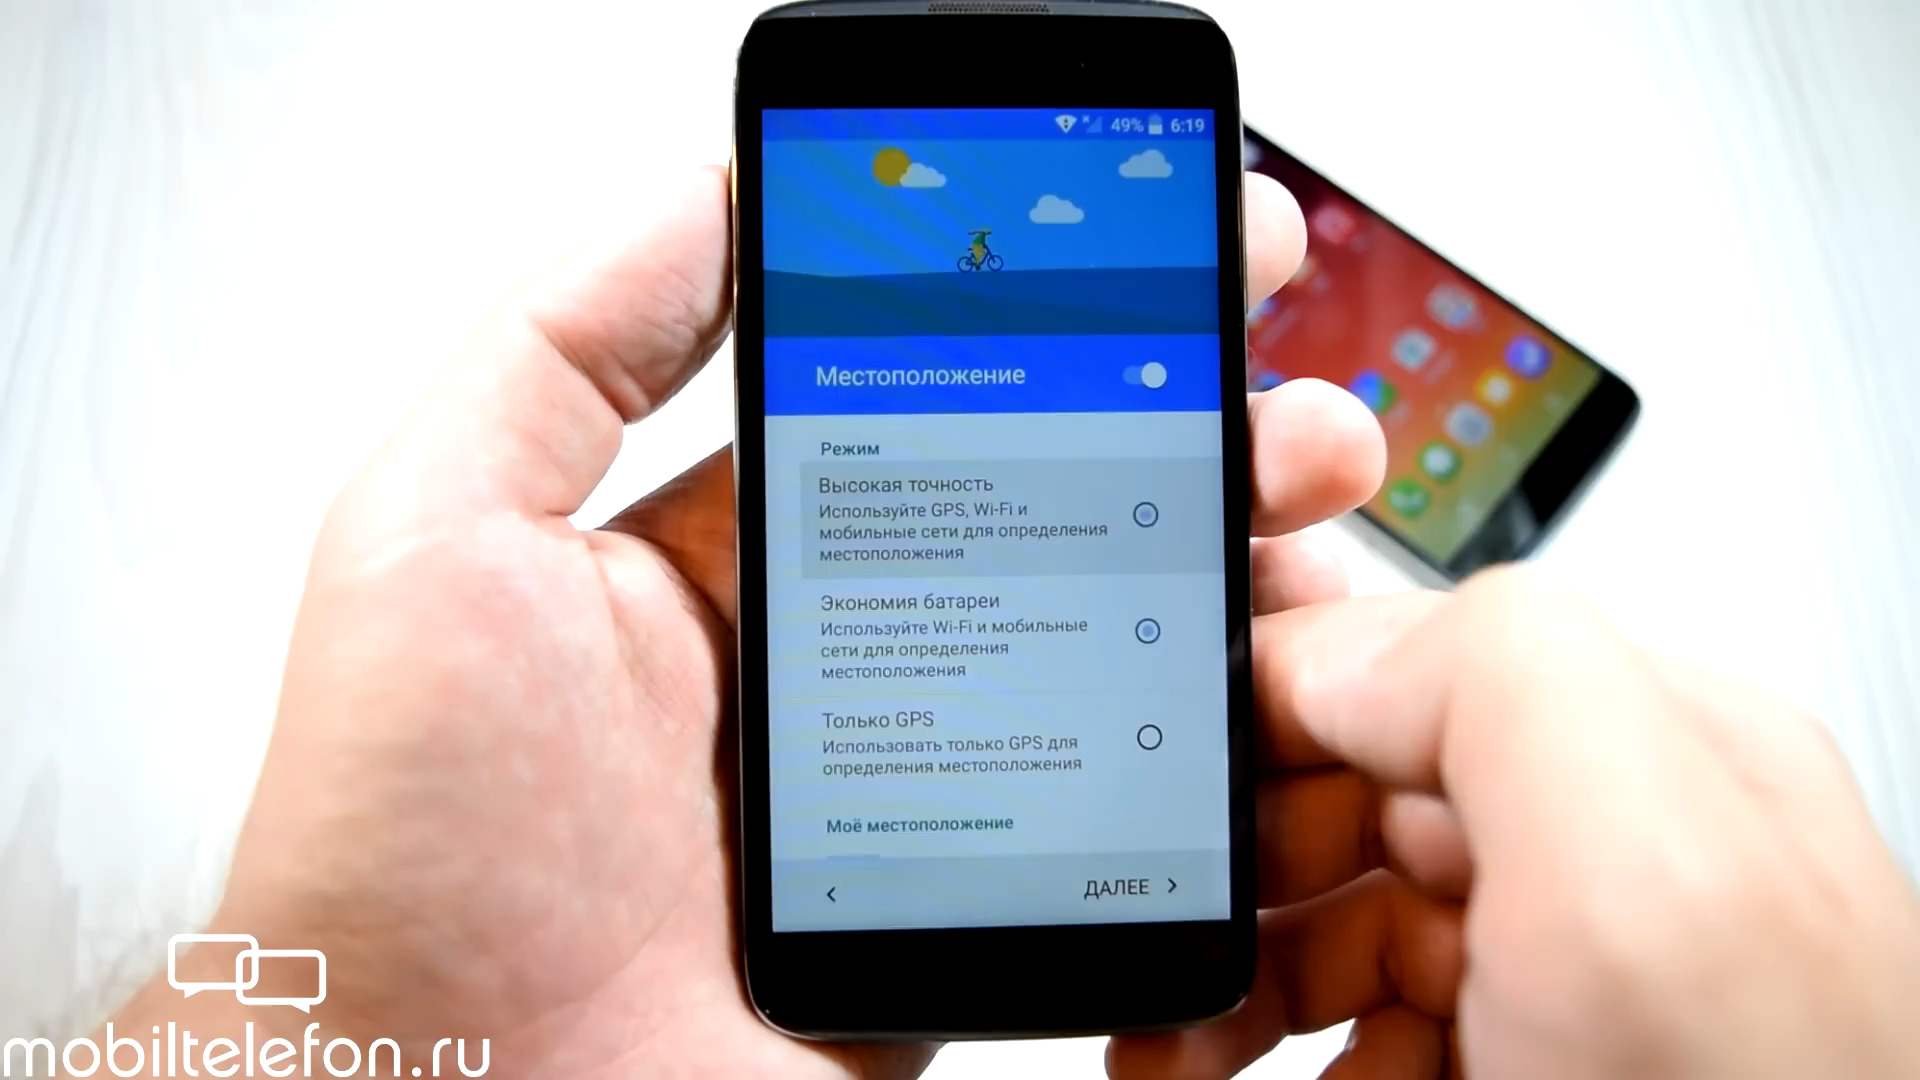 49% 6:19
Местоположение
Режим
Высокая точность
Используйте GPS, Wi-Fi и
мобильные сети для определения
местоположения
Экономия батареи
Используйте Wi-Fi и мобильные
сети для определения
местоположения
Только GPS
Использовать только GPS для
определения местоположения
Моё местоположение
ДАЛЕЕ
mobiltelefon.ru